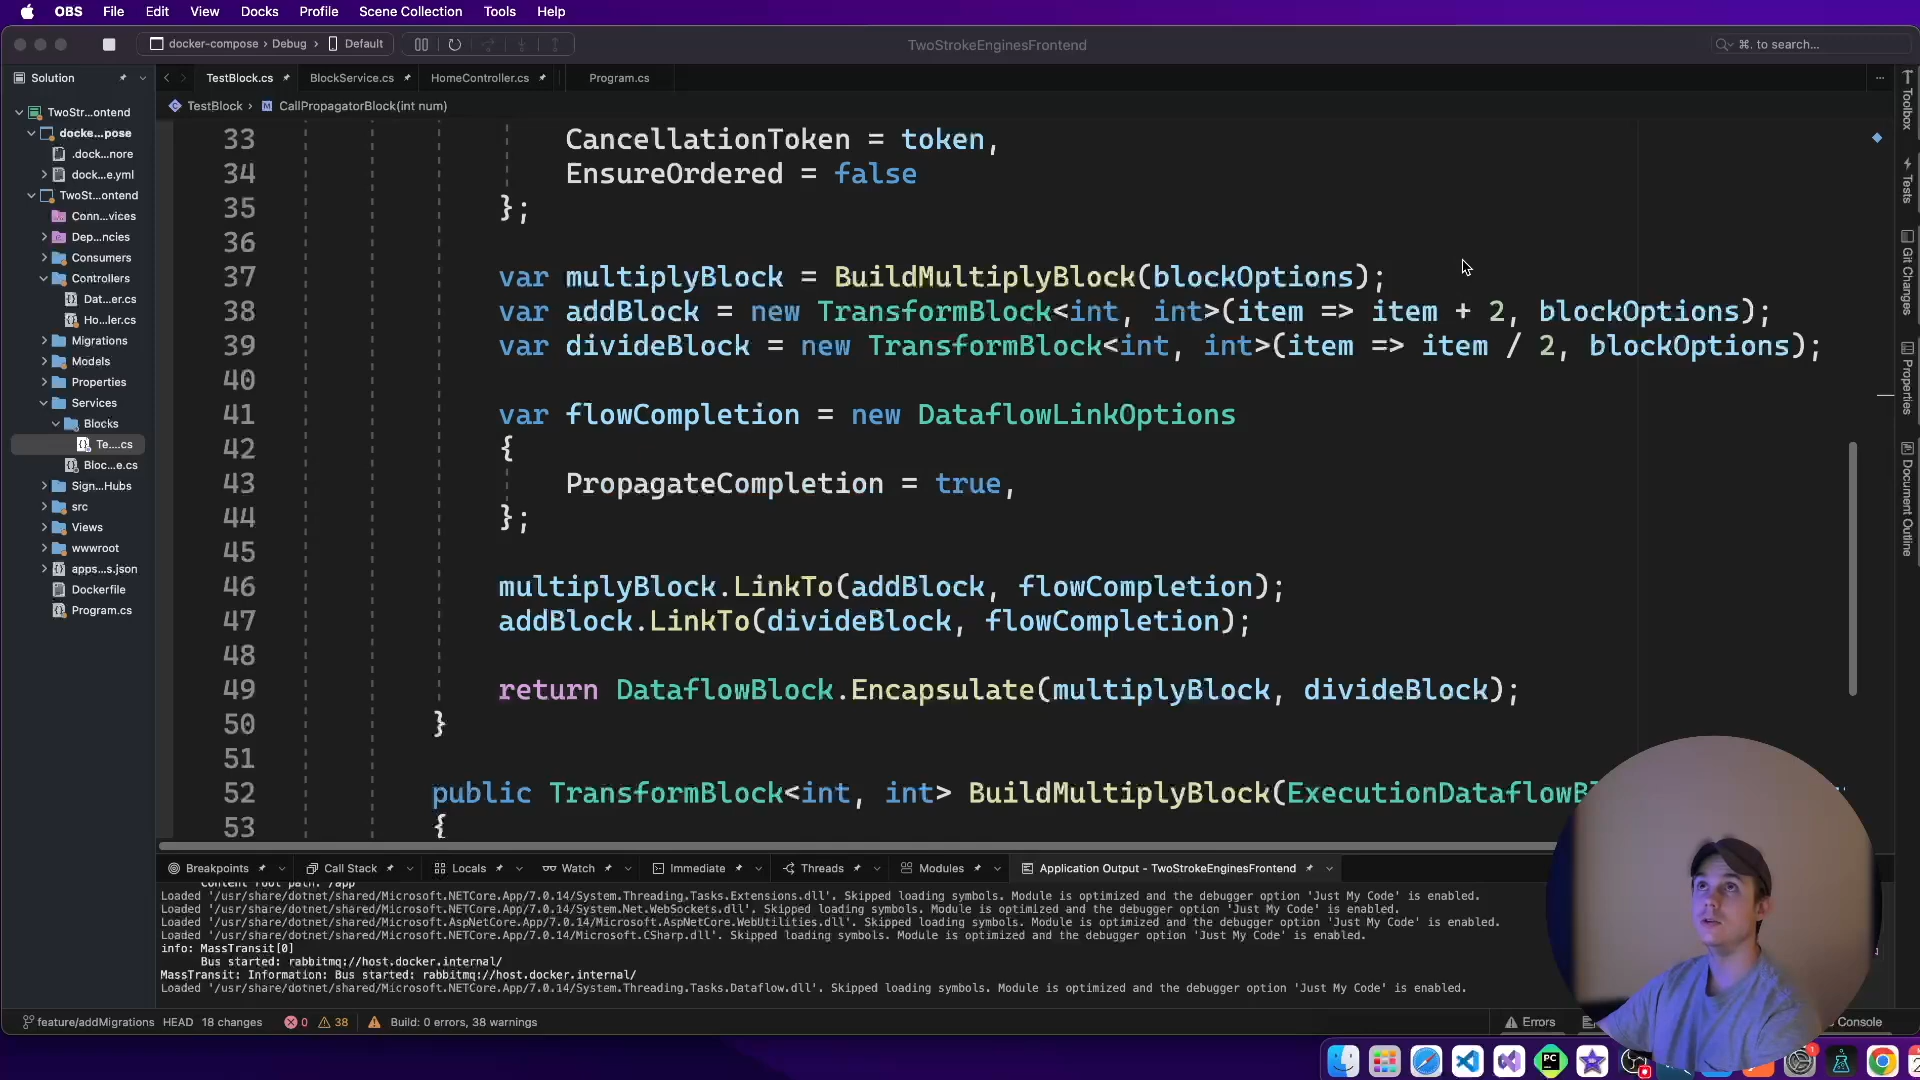 OBS File Edit View Docks Profile Scene Collection Tools Help
docker-compose › Debug › Default
TwoStrokeEnginesFrontend
⌘. to search...
Solution
TestBlock.cs BlockService.cs HomeController.cs Program.cs
TestBlock › CallPropagatorBlock(int num)
TwoStr...ontend
docke...pose
.dock...nore
dock...e.yml
TwoSt...ontend
Conn...vices
Dep...ncies
Consumers
Controllers
Dat...er.cs
Ho...ler.cs
Migrations
Models
Properties
Services
Blocks
Te....cs
Bloc...e.cs
Sign...Hubs
src
Views
wwwroot
apps...s.json
Dockerfile
Program.cs
33 CancellationToken = token,
34 EnsureOrdered = false
35 };
36
37 var multiplyBlock = BuildMultiplyBlock(blockOptions);
38 var addBlock = new TransformBlock<int, int>(item => item + 2, blockOptions);
39 var divideBlock = new TransformBlock<int, int>(item => item / 2, blockOptions);
40
41 var flowCompletion = new DataflowLinkOptions
42 {
43 PropagateCompletion = true,
44 };
45
46 multiplyBlock.LinkTo(addBlock, flowCompletion);
47 addBlock.LinkTo(divideBlock, flowCompletion);
48
49 return DataflowBlock.Encapsulate(multiplyBlock, divideBlock);
50 }
51
52 public TransformBlock<int, int> BuildMultiplyBlock(ExecutionDataflowBl
53 {
Toolbox
Tests
Git Changes
Properties
Document Outline
Breakpoints Call Stack Locals Watch Immediate Threads Modules Application Output - TwoStrokeEnginesFrontend
Content root path: /app
Loaded '/usr/share/dotnet/shared/Microsoft.NETCore.App/7.0.14/System.Threading.Tasks.Extensions.dll'. Skipped loading symbols. Module is optimized and the debugger option 'Just My Code' is enabled.
Loaded '/usr/share/dotnet/shared/Microsoft.NETCore.App/7.0.14/System.Net.WebSockets.dll'. Skipped loading symbols. Module is optimized and the debugger option 'Just My Code' is enabled.
Loaded '/usr/share/dotnet/shared/Microsoft.AspNetCore.App/7.0.14/Microsoft.AspNetCore.WebUtilities.dll'. Skipped loading symbols. Module is optimized and the debugger option 'Just My Code' is enabled.
Loaded '/usr/share/dotnet/shared/Microsoft.NETCore.App/7.0.14/Microsoft.CSharp.dll'. Skipped loading symbols. Module is optimized and the debugger option 'Just My Code' is enabled.
info: MassTransit[0]
Bus started: rabbitmq://host.docker.internal/
MassTransit: Information: Bus started: rabbitmq://host.docker.internal/
Loaded '/usr/share/dotnet/shared/Microsoft.NETCore.App/7.0.14/System.Threading.Tasks.Dataflow.dll'. Skipped loading symbols. Module is optimized and the debugger option 'Just My Code' is enabled.
feature/addMigrations HEAD 18 changes 0 38 Build: 0 errors, 38 warnings
Errors
Console
PC
1